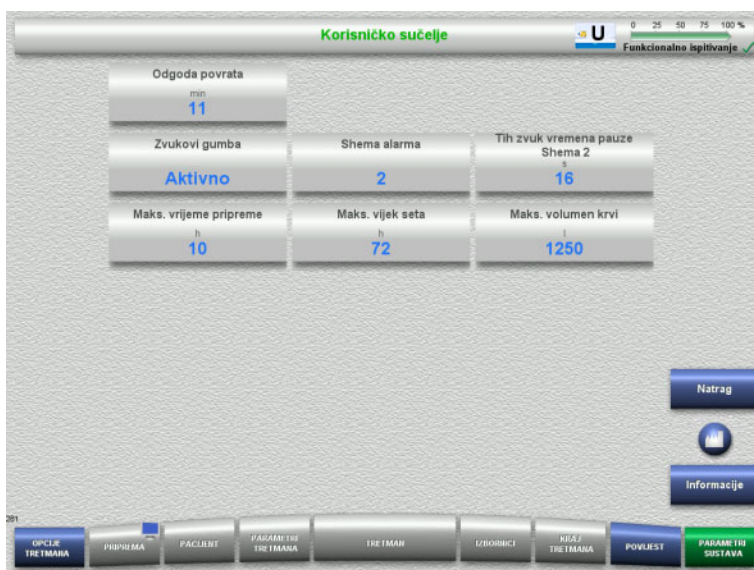 Korisničko sučelje
U
0 25 50 75 100 %
Funkcionalno ispitivanje
Odgoda povrata
min
11
Zvukovi gumba
Aktivno
Shema alarma
2
Tih zvuk vremena pauze
Shema 2
s
16
Maks. vrijeme pripreme
h
10
Maks. vijek seta
h
72
Maks. volumen krvi
l
1250
Natrag
Informacije
281
OPCIJE
TRETMANA
PRIPREMA
PACIJENT
PARAMETRI
TRETMANA
TRETMAN
IZBORNICI
KRAJ
TRETMANA
POVIJEST
PARAMETRI
SUSTAVA